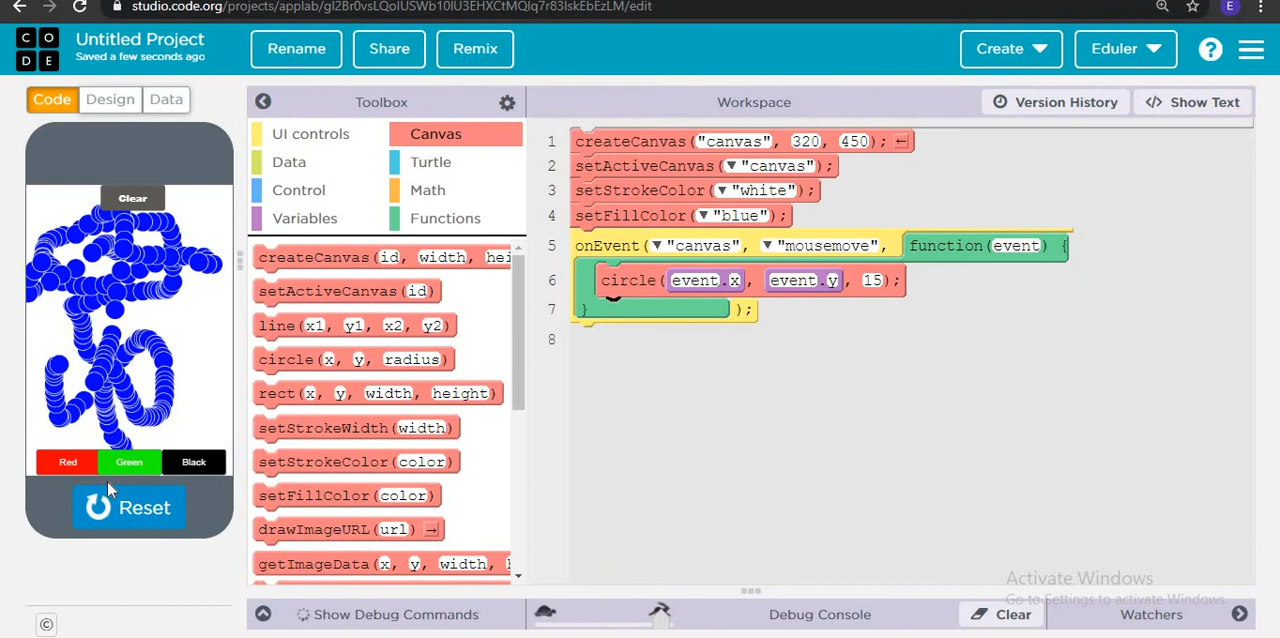 studio.code.org/projects/applab/gl2Br0vsLQolUSWb10IU3EHXCtMQlq7r83lskEbEzLM/edit
E
C O
D E
Untitled Project
Saved a few seconds ago
Rename
Share
Remix
Create
Eduler
?
Code
Design
Data
Toolbox
Workspace
Version History
</> Show Text
UI controls
Canvas
Data
Turtle
Control
Math
Variables
Functions
createCanvas(id, width, hei
setActiveCanvas(id)
line(x1, y1, x2, y2)
circle(x, y, radius)
rect(x, y, width, height)
setStrokeWidth(width)
setStrokeColor(color)
setFillColor(color)
drawImageURL(url)
getImageData(x, y, width, h
1 createCanvas("canvas", 320, 450);
2 setActiveCanvas("canvas");
3 setStrokeColor("white");
4 setFillColor("blue");
5 onEvent("canvas", "mousemove", function(event) {
6 circle(event.x, event.y, 15);
7 } );
8
Clear
Red
Green
Black
Reset
©
Show Debug Commands
Debug Console
Clear
Watchers
Activate Windows
Go to Settings to activate Windows.